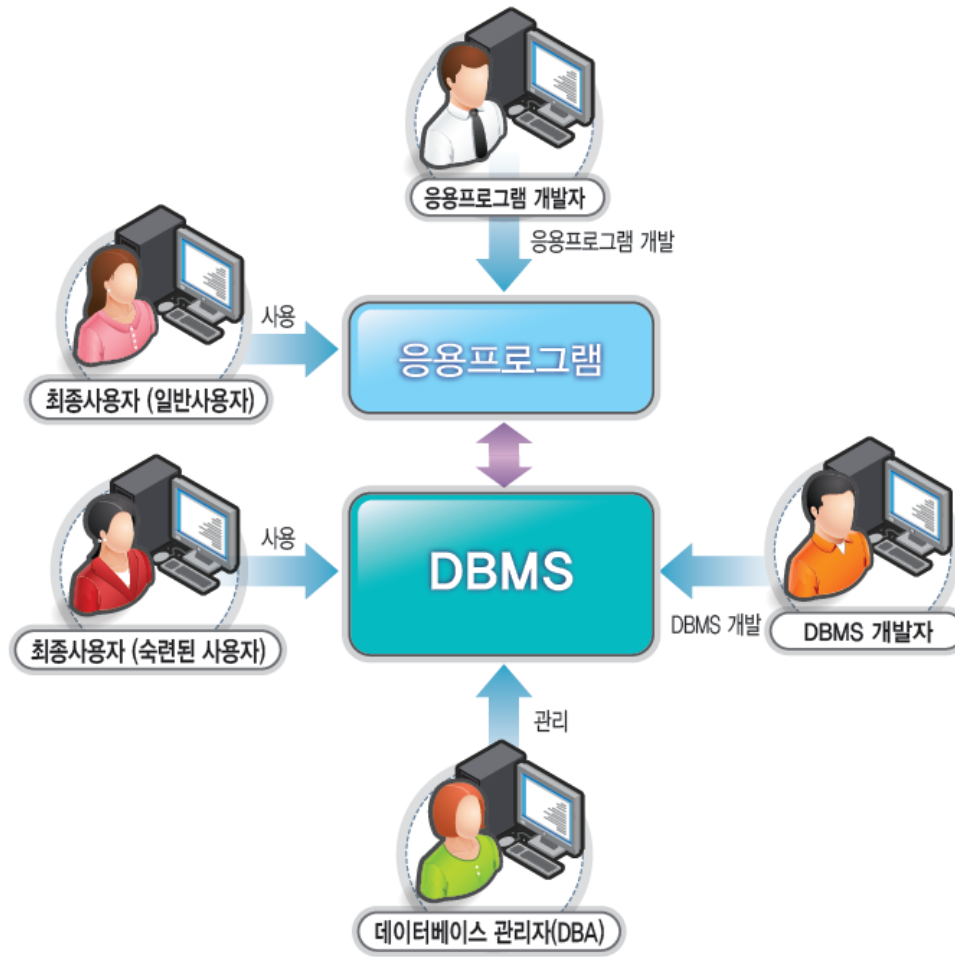 응용프로그램 개발자
응용프로그램 개발
사용
응용프로그램
최종사용자 (일반사용자)
사용
DBMS
DBMS 개발
DBMS 개발자
최종사용자 (숙련된 사용자)
관리
데이터베이스 관리자(DBA)